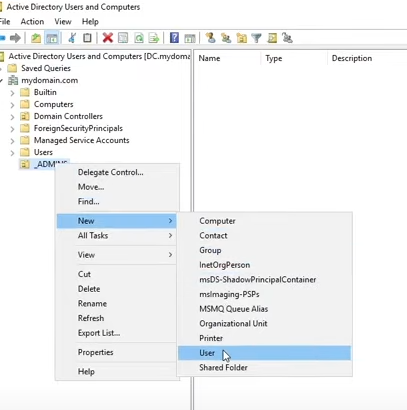 Active Directory Users and Computers
File Action View Help
Active Directory Users and Computers [DC.mydoma
Saved Queries
mydomain.com
Builtin
Computers
Domain Controllers
ForeignSecurityPrincipals
Managed Service Accounts
Users
_ADMINS
Name Type Description
Delegate Control...
Move...
Find...
New
All Tasks
View
Cut
Delete
Rename
Refresh
Export List...
Properties
Help
Computer
Contact
Group
InetOrgPerson
msDS-ShadowPrincipalContainer
msImaging-PSPs
MSMQ Queue Alias
Organizational Unit
Printer
User
Shared Folder